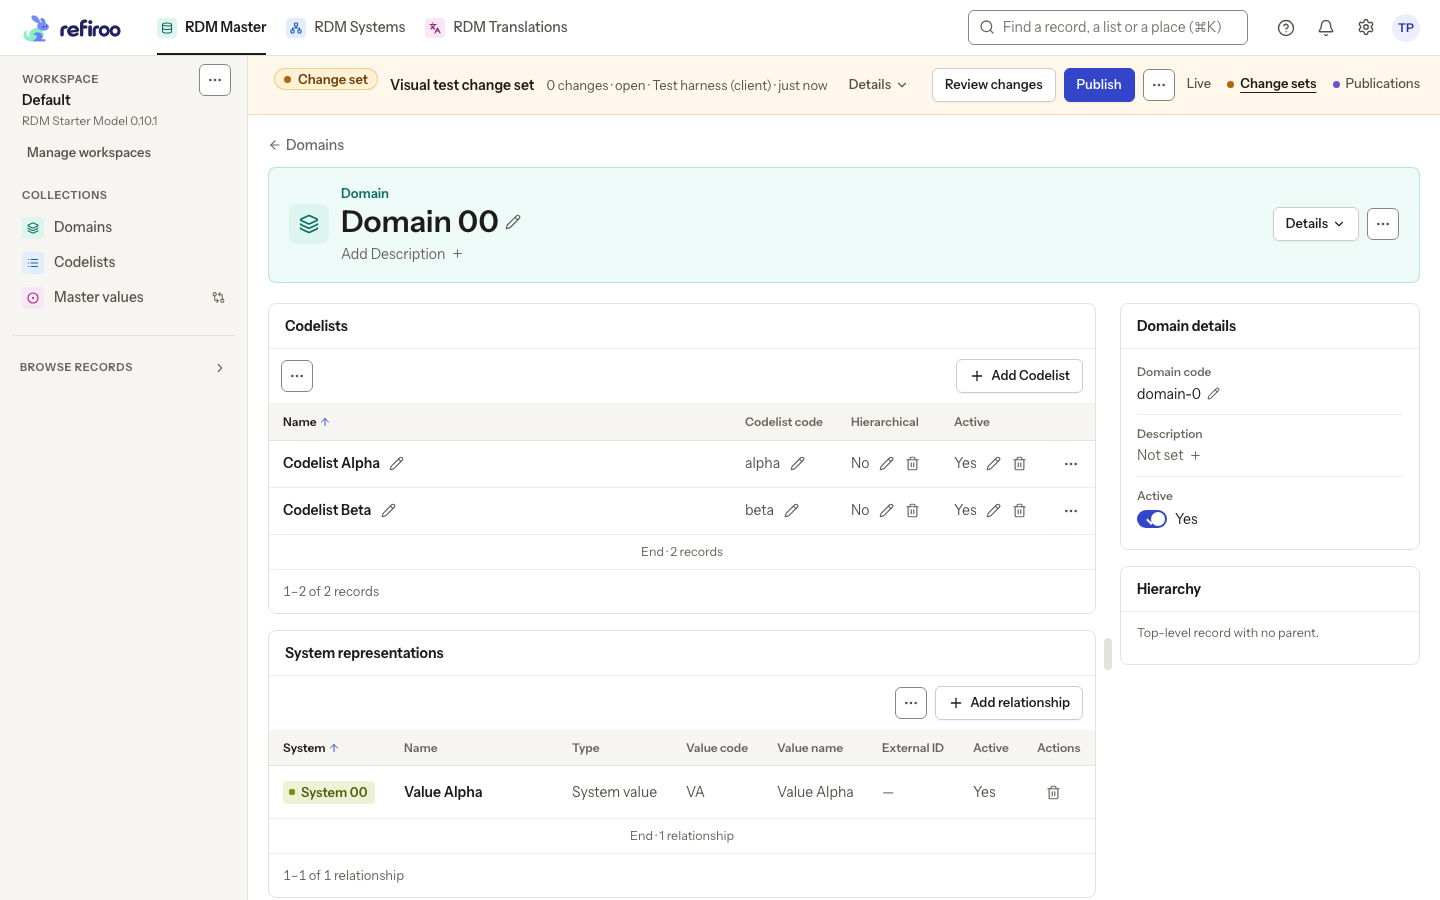 refiroo
RDM Master
RDM Systems
RDM Translations
Find a record, a list or a place (⌘K)
TP
WORKSPACE
Default
RDM Starter Model 0.10.1
Manage workspaces
COLLECTIONS
Domains
Codelists
Master values
BROWSE RECORDS
Change set
Visual test change set
0 changes · open · Test harness (client) · just now
Details
Review changes
Publish
Live
Change sets
Publications
Domains
Domain
Domain 00
Add Description
Details
Codelists
Add Codelist
Name Codelist code Hierarchical Active
Codelist Alpha alpha No Yes
Codelist Beta beta No Yes
End · 2 records
1–2 of 2 records
System representations
Add relationship
System Name Type Value code Value name External ID Active Actions
System 00 Value Alpha System value VA Value Alpha — Yes
End · 1 relationship
1–1 of 1 relationship
Domain details
Domain code
domain-0
Description
Not set
Active
Yes
Hierarchy
Top-level record with no parent.